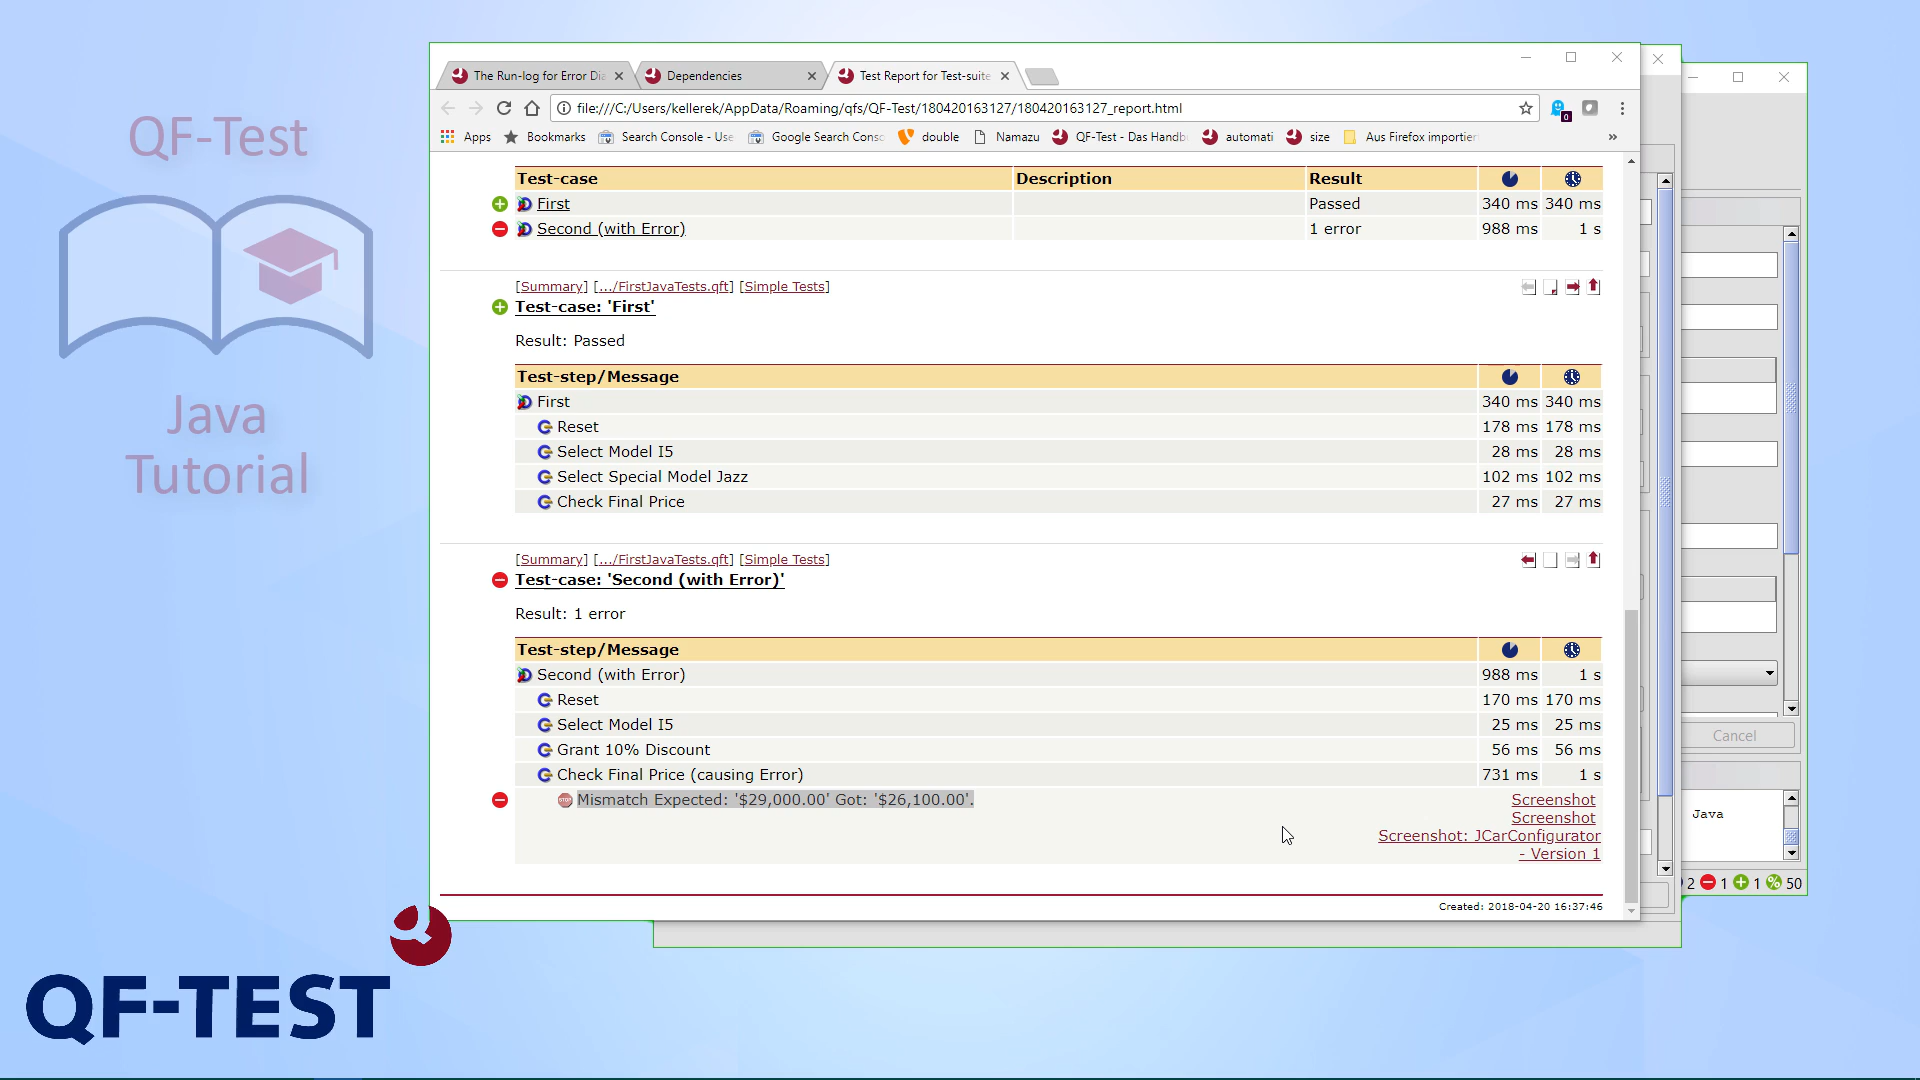 QF-Test
Java
Tutorial
QF-TEST
The Run-log for Error Dia
Dependencies
Test Report for Test-suite
file:///C:/Users/kellerek/AppData/Roaming/qfs/QF-Test/180420163127/180420163127_report.html
0
Apps
Bookmarks
Search Console - Use
Google Search Conso
double
Namazu
QF-Test - Das Handb
automati
size
Aus Firefox importier
»
Test-case Description Result
First Passed 340 ms 340 ms
Second (with Error) 1 error 988 ms 1 s
[Summary] [.../FirstJavaTests.qft] [Simple Tests]
Test-case: 'First'
Result: Passed
Test-step/Message
First 340 ms 340 ms
Reset 178 ms 178 ms
Select Model I5 28 ms 28 ms
Select Special Model Jazz 102 ms 102 ms
Check Final Price 27 ms 27 ms
[Summary] [.../FirstJavaTests.qft] [Simple Tests]
Test-case: 'Second (with Error)'
Result: 1 error
Test-step/Message
Second (with Error) 988 ms 1 s
Reset 170 ms 170 ms
Select Model I5 25 ms 25 ms
Grant 10% Discount 56 ms 56 ms
Check Final Price (causing Error) 731 ms 1 s
STOP Mismatch Expected: '$29,000.00' Got: '$26,100.00'. Screenshot
Screenshot
Screenshot: JCarConfigurator
- Version 1
Created: 2018-04-20 16:37:46
Cancel
Java
2 1 1 % 50